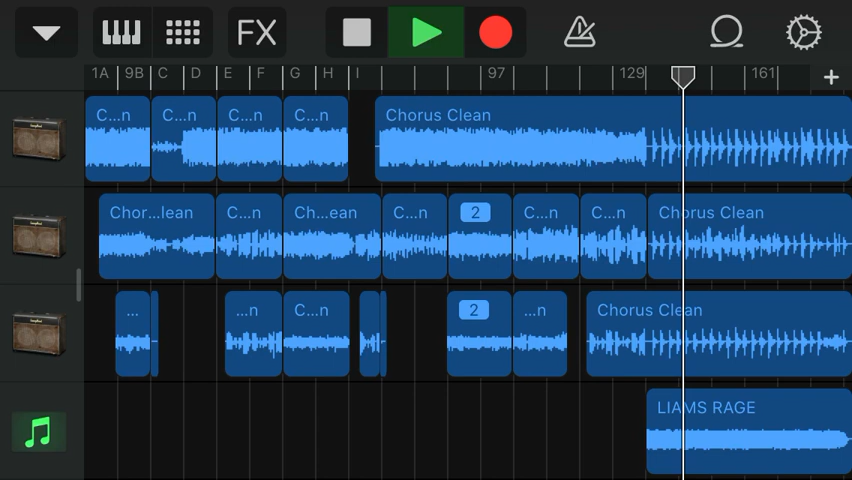 FX
1A 9B C D E F G H I 97 129 161 +
C...n C...n C...n C...n Chorus Clean
Chor...lean C...n Ch...ean C...n 2 C...n C...n Chorus Clean
... ...n C...n 2 ...n Chorus Clean
LIAMS RAGE